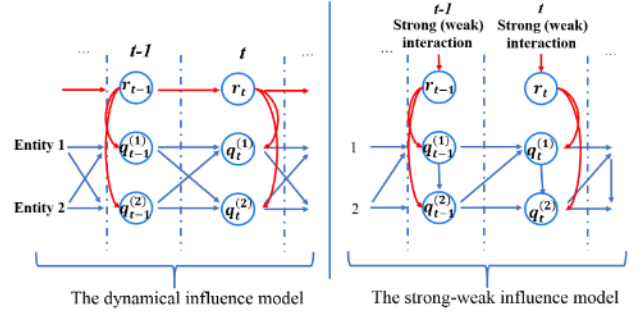 ... t-1 t ...
r_{t-1} r_t
Entity 1 q_{t-1}^{(1)} q_t^{(1)}
Entity 2 q_{t-1}^{(2)} q_t^{(2)}
The dynamical influence model
t-1 t
Strong (weak) Strong (weak)
... interaction interaction ...
r_{t-1} r_t
1 q_{t-1}^{(1)} q_t^{(1)}
2 q_{t-1}^{(2)} q_t^{(2)}
The strong-weak influence model